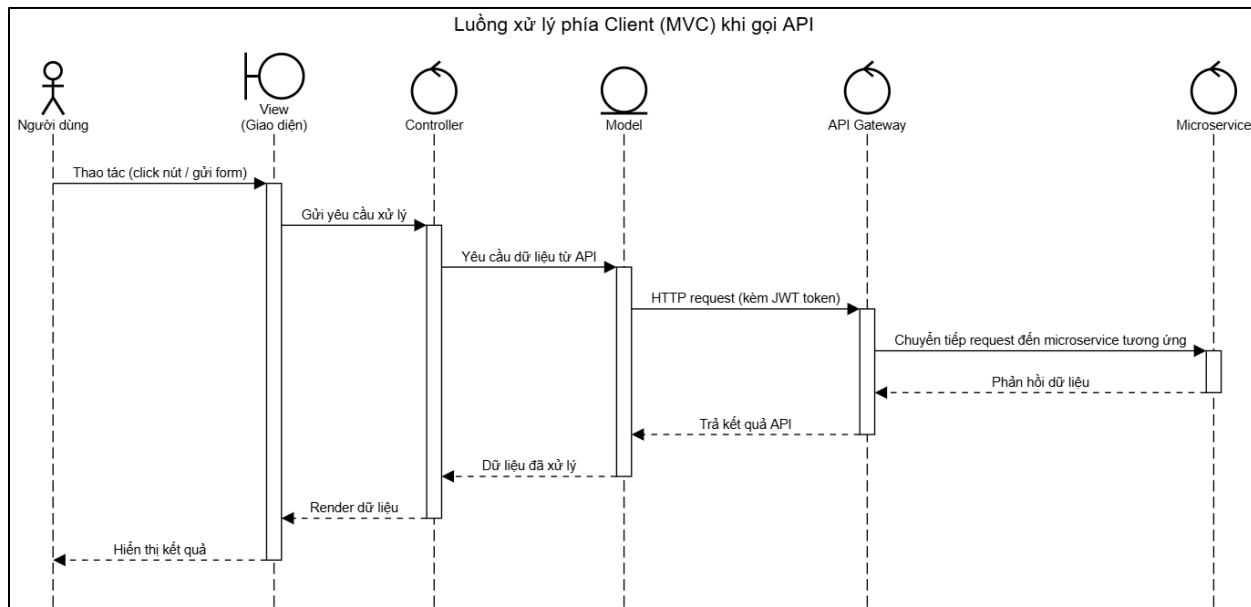 Luồng xử lý phía Client (MVC) khi gọi API
Người dùng
View
(Giao diện)
Controller
Model
API Gateway
Microservice
Thao tác (click nút / gửi form)
Gửi yêu cầu xử lý
Yêu cầu dữ liệu từ API
HTTP request (kèm JWT token)
Chuyển tiếp request đến microservice tương ứng
Phản hồi dữ liệu
Trả kết quả API
Dữ liệu đã xử lý
Render dữ liệu
Hiển thị kết quả